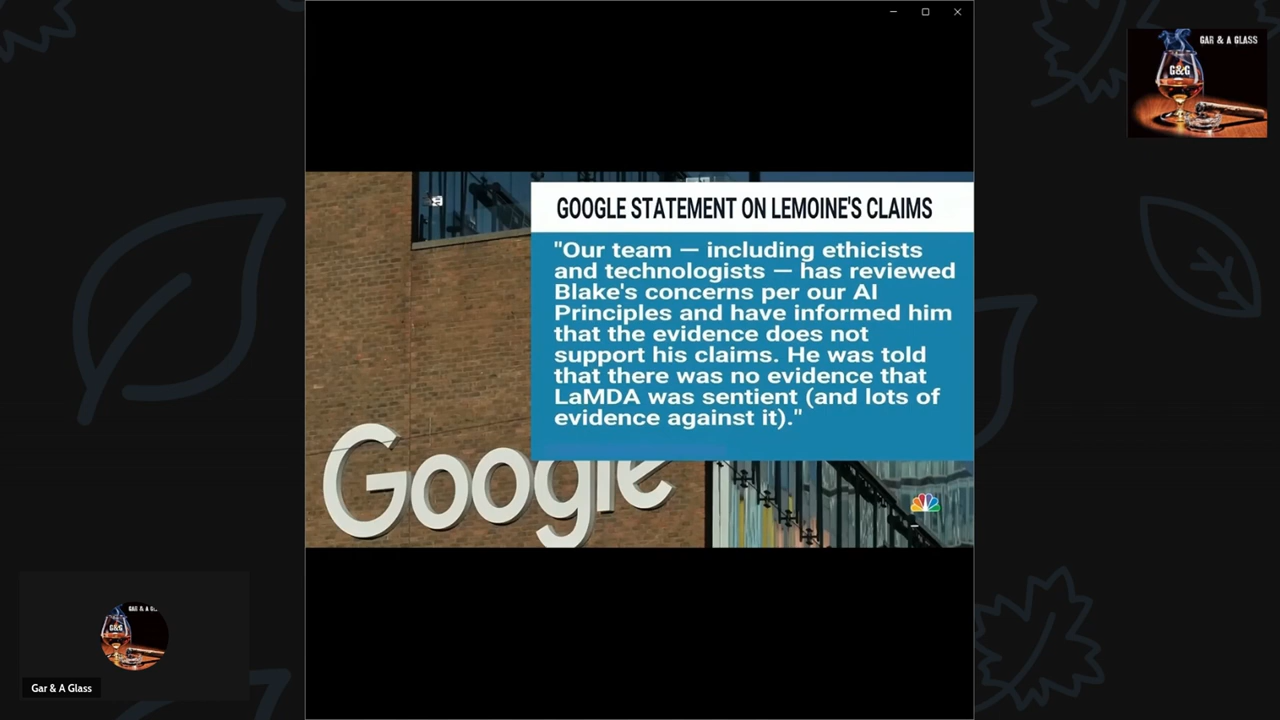 GAR & A GLASS
G&G
GOOGLE STATEMENT ON LEMOINE'S CLAIMS
"Our team — including ethicists
and technologists — has reviewed
Blake's concerns per our AI
Principles and have informed him
that the evidence does not
support his claims. He was told
that there was no evidence that
LaMDA was sentient (and lots of
evidence against it)."
Google
GAR & A G...
G&G
Gar & A Glass